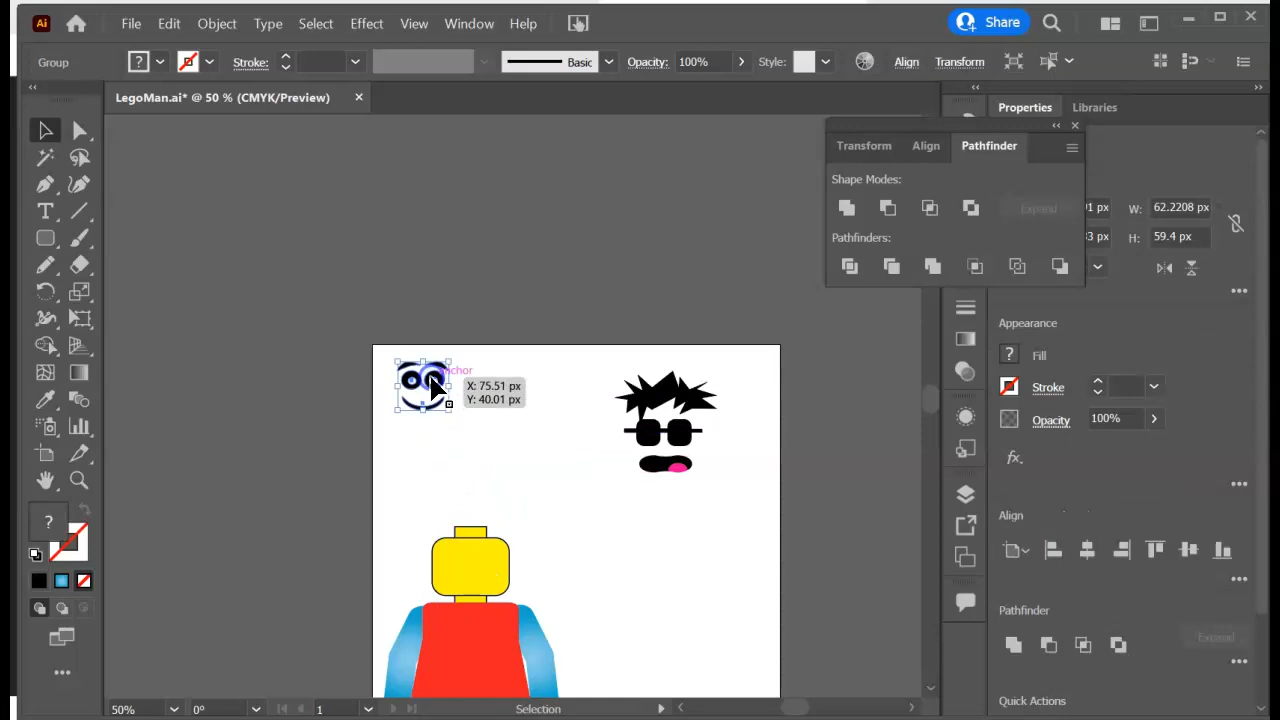 Ai File Edit Object Type Select Effect View Window Help Share
Group ? Stroke: Basic Opacity: 100% Style: Align Transform
LegoMan.ai* @ 50 % (CMYK/Preview) ×
Properties Libraries
Transform Align Pathfinder
Shape Modes:
Expand
px W: 62.2208 px
Pathfinders:
px H: 59.4 px
Appearance
? Fill
Stroke
Opacity 100%
fx.
X: 75.51 px
Y: 40.01 px
Align
?
Pathfinder
Expand
Quick Actions
50% 0° 1 Selection